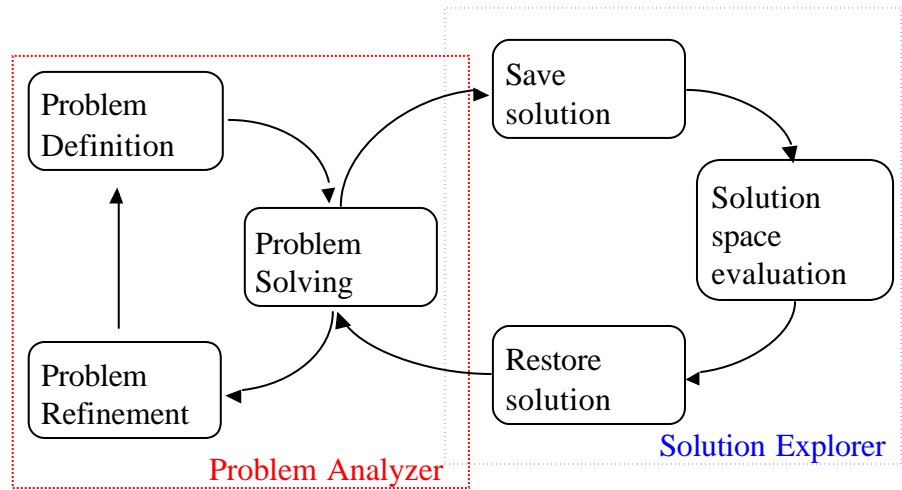 Problem
Definition
Problem
Solving
Problem
Refinement
Problem Analyzer
Save
solution
Solution
space
evaluation
Restore
solution
Solution Explorer